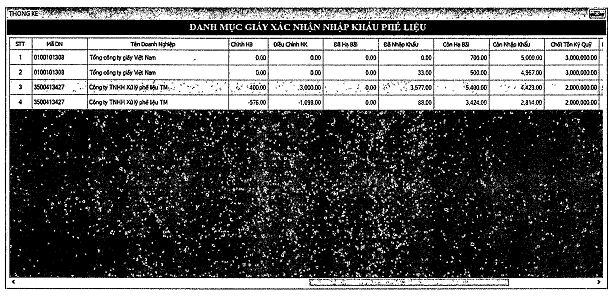 THONG KE
DANH MỤC GIẤY XÁC NHẬN NHẬP KHẨU PHẾ LIỆU
STT Mã DN Tên Doanh Nghiệp Chỉnh HB Điều Chỉnh NK Đã Hạ Bãi Đã Nhập Khẩu Còn Hạ Bãi Còn Nhập Khẩu Chốt Tồn Ký Quỹ
1 0100101308 Tổng công ty giấy Việt Nam 0.00 0.00 0.00 0.00 700.00 5,000.00 3,000,000.00
2 0100101308 Tổng công ty giấy Việt Nam 0.00 0.00 0.00 33.00 500.00 4,967.00 3,000,000.00
3 3500413427 Công ty TNHH Xử lý phế liệu TM 400.00 3,000.00 0.00 3,577.00 5,400.00 4,423.00 2,000,000.00
4 3500413427 Công ty TNHH Xử lý phế liệu TM -576.00 -1,098.00 0.00 88.00 3,424.00 2,814.00 2,000,000.00